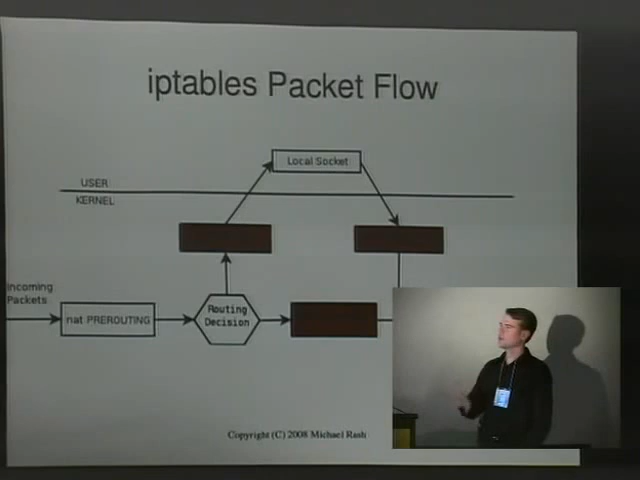 iptables Packet Flow
Local Socket
USER
KERNEL
Incoming
Packets
nat PREROUTING
Routing
Decision
Copyright (C) 2008 Michael Rash